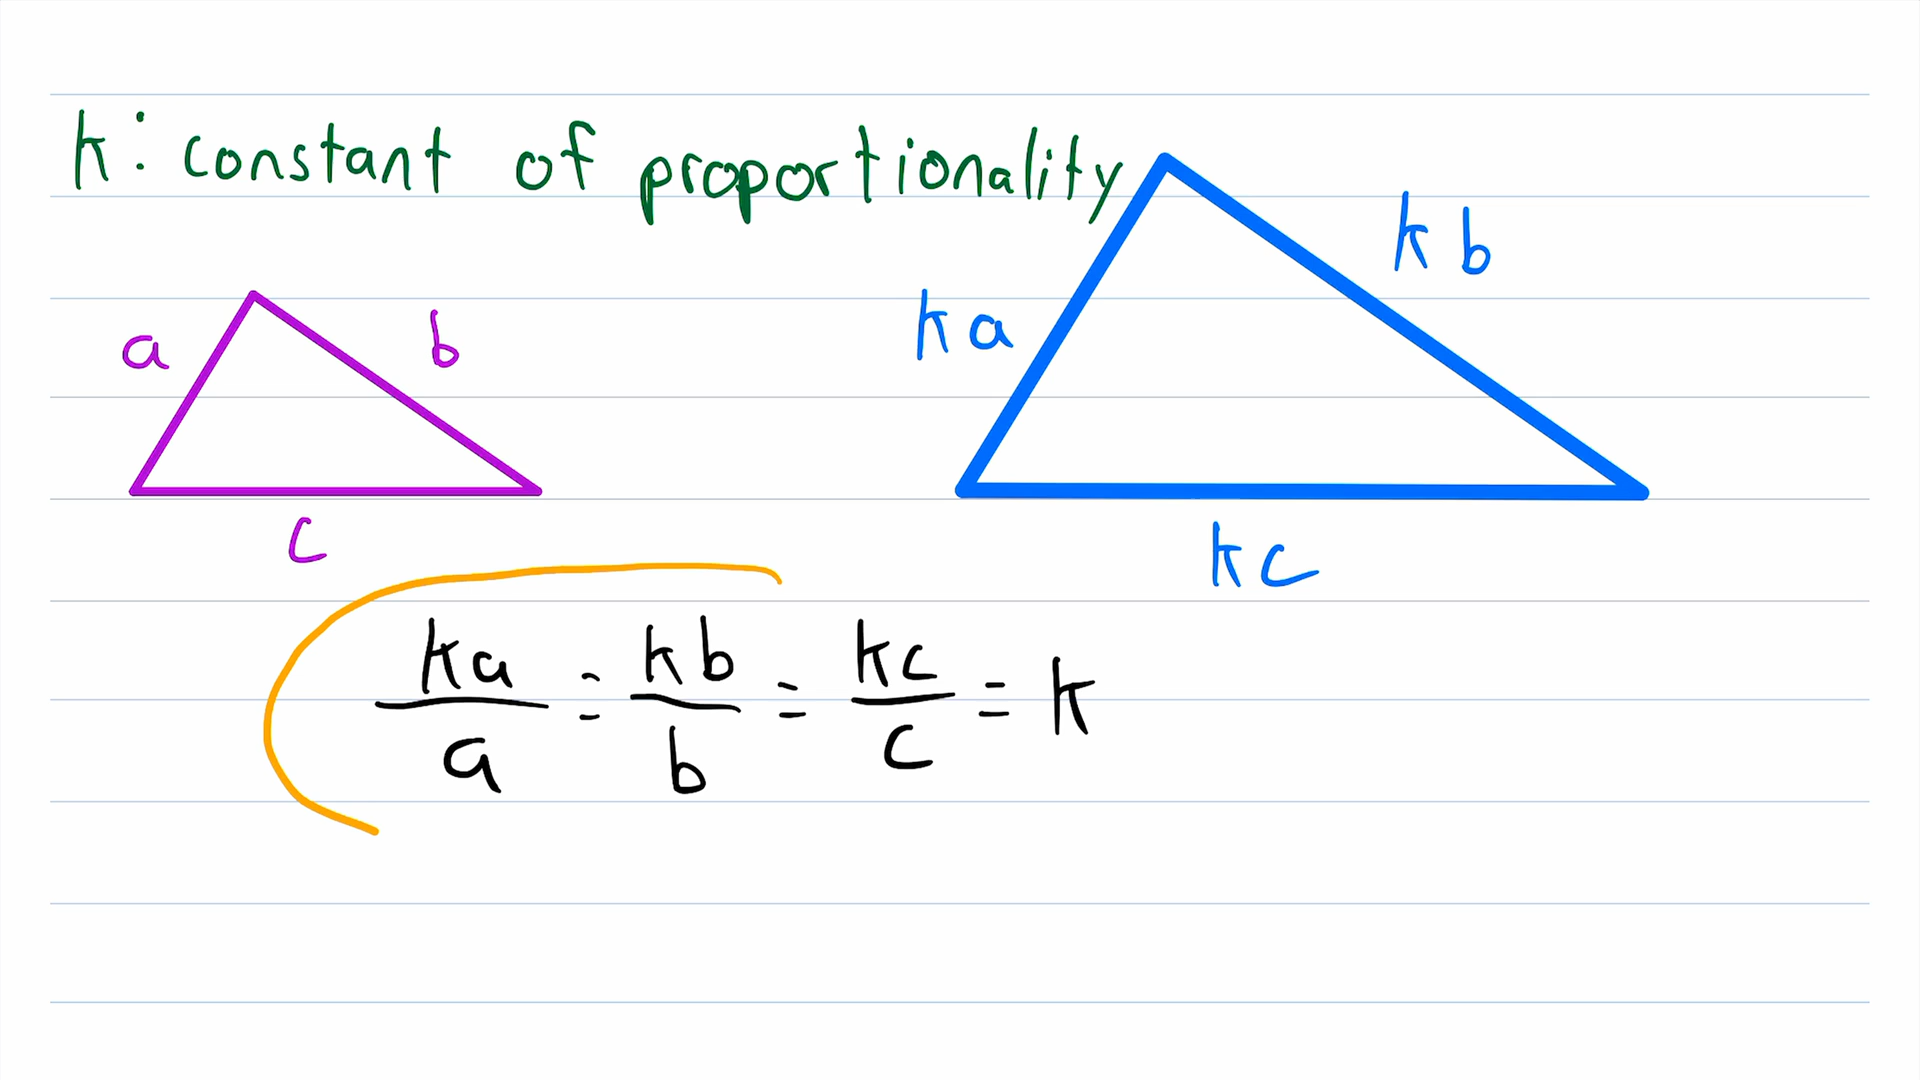 k: constant of proportionality
a
b
c
ka
kb
kc
ka/a = kb/b = kc/c = k